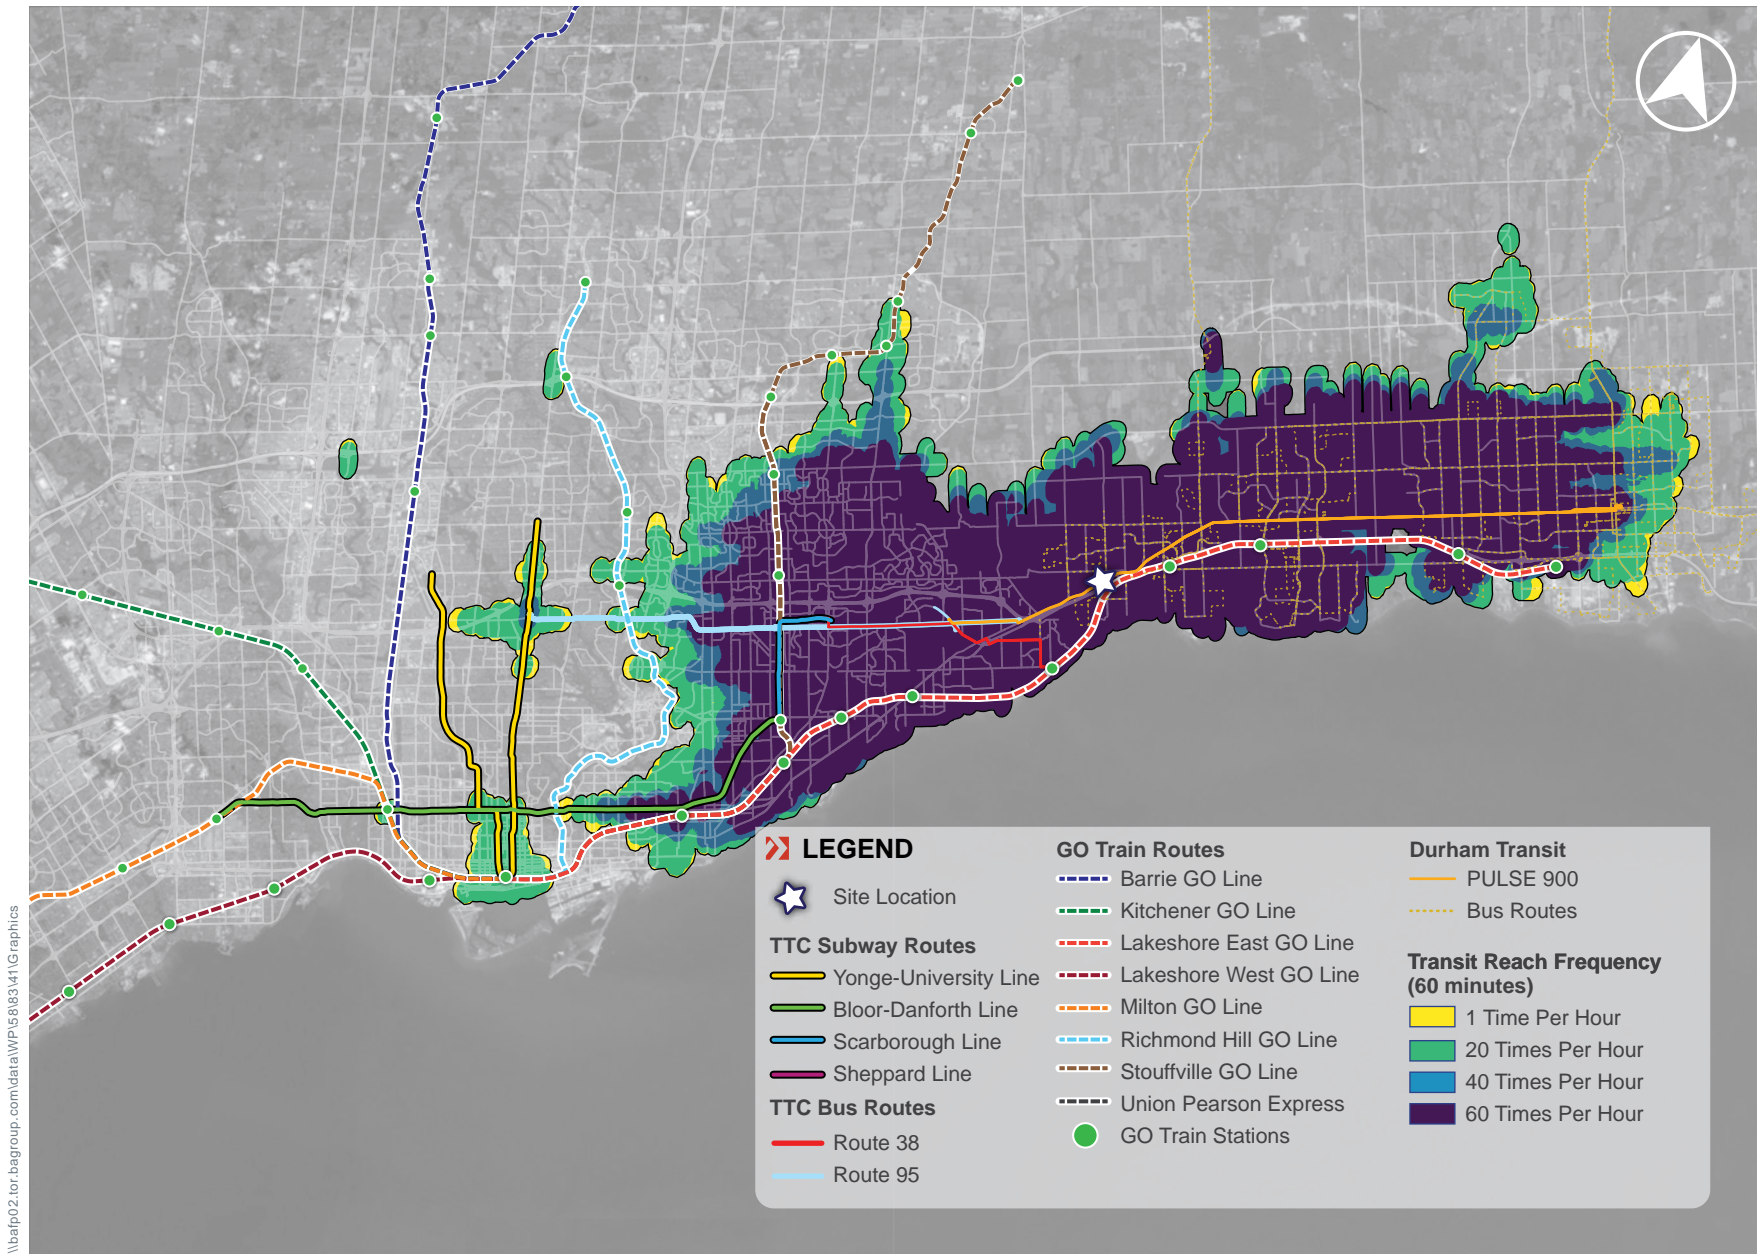 LEGEND
Site Location
TTC Subway Routes
Yonge-University Line
Bloor-Danforth Line
Scarborough Line
Sheppard Line
TTC Bus Routes
Route 38
Route 95
GO Train Routes
Barrie GO Line
Kitchener GO Line
Lakeshore East GO Line
Lakeshore West GO Line
Milton GO Line
Richmond Hill GO Line
Stouffville GO Line
Union Pearson Express
GO Train Stations
Durham Transit
PULSE 900
Bus Routes
Transit Reach Frequency
(60 minutes)
1 Time Per Hour
20 Times Per Hour
40 Times Per Hour
60 Times Per Hour
\\bafp02.tor.bagroup.com\data\WP\58\83\41\Graphics